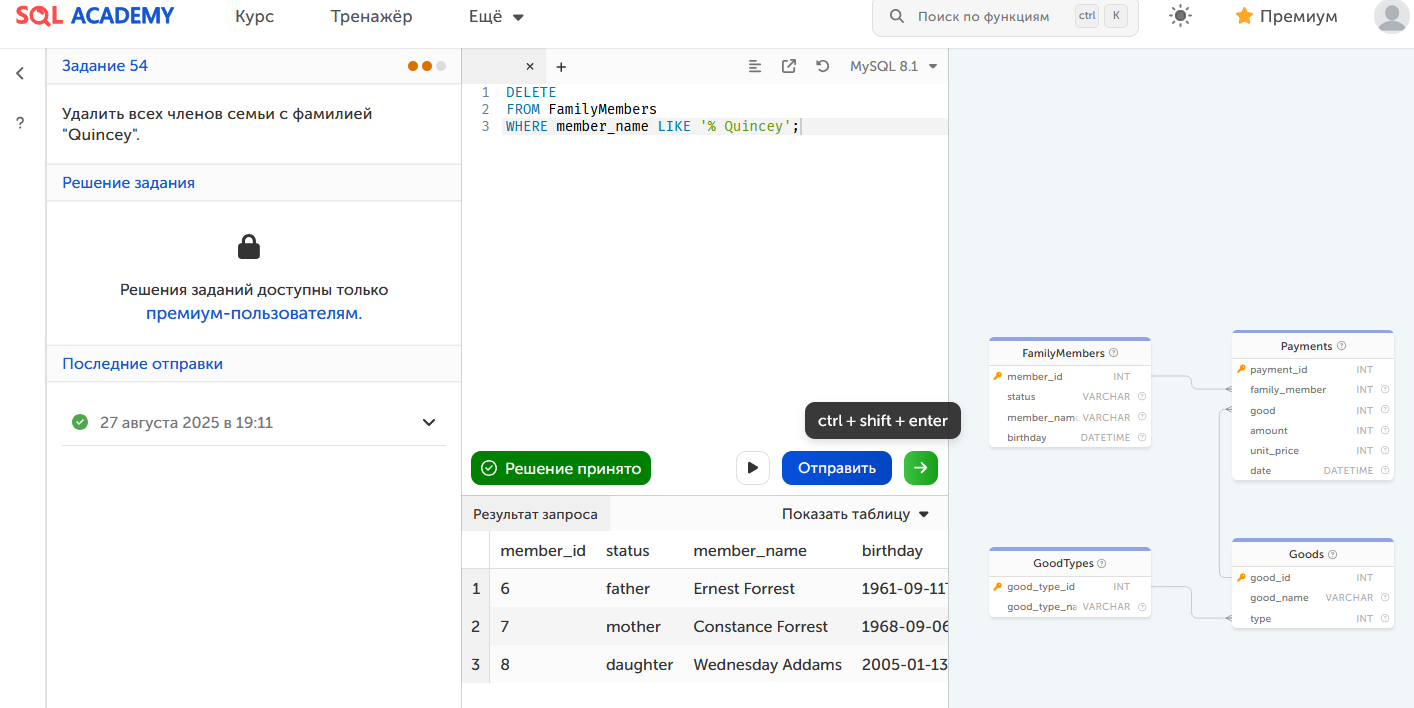 SQL ACADEMY
Курс
Тренажёр
Ещё
Поиск по функциям
ctrl
K
Премиум
Задание 54
Удалить всех членов семьи с фамилией
"Quincey".
Решение задания
Решения заданий доступны только
премиум-пользователям.
Последние отправки
27 августа 2025 в 19:11
?
× +
MySQL 8.1
1 DELETE
2 FROM FamilyMembers
3 WHERE member_name LIKE '% Quincey';
ctrl + shift + enter
Решение принято
Отправить
Результат запроса
Показать таблицу
member_id status member_name birthday
1 6 father Ernest Forrest 1961-09-11T
2 7 mother Constance Forrest 1968-09-06
3 8 daughter Wednesday Addams 2005-01-13
FamilyMembers ?
member_id INT
status VARCHAR ?
member_nam VARCHAR ?
birthday DATETIME ?
Payments ?
payment_id INT
family_member INT ?
good INT ?
amount INT ?
unit_price INT ?
date DATETIME ?
GoodTypes ?
good_type_id INT
good_type_na VARCHAR ?
Goods ?
good_id INT
good_name VARCHAR ?
type INT ?